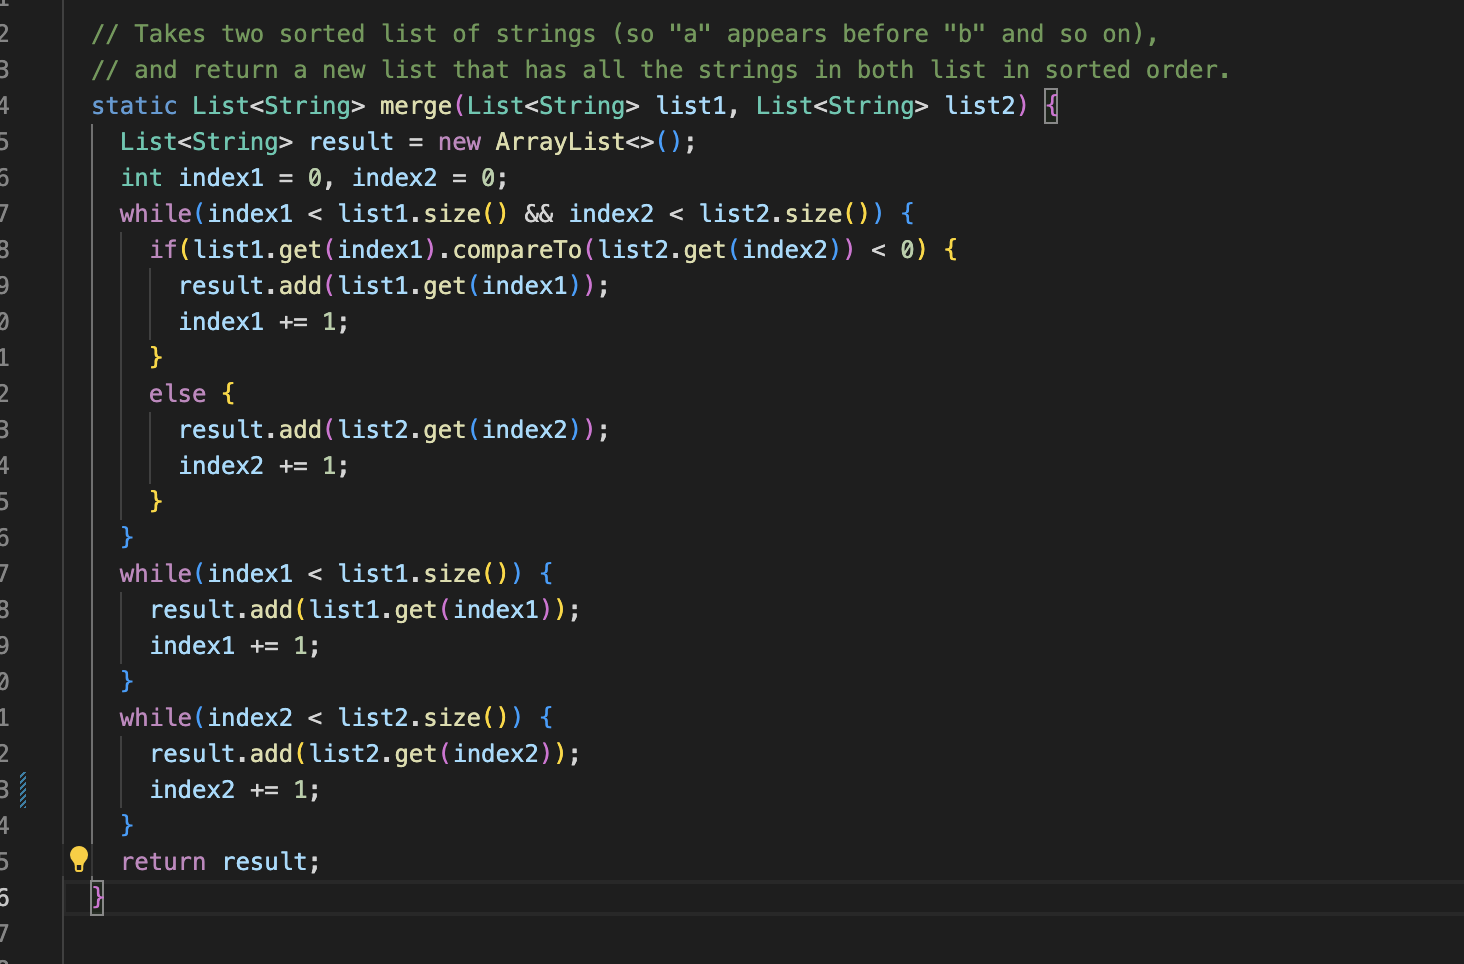 2 // Takes two sorted list of strings (so "a" appears before "b" and so on),
3 // and return a new list that has all the strings in both list in sorted order.
4 static List<String> merge(List<String> list1, List<String> list2) {
5 List<String> result = new ArrayList<>();
6 int index1 = 0, index2 = 0;
7 while(index1 < list1.size() && index2 < list2.size()) {
8 if(list1.get(index1).compareTo(list2.get(index2)) < 0) {
9 result.add(list1.get(index1));
0 index1 += 1;
1 }
2 else {
3 result.add(list2.get(index2));
4 index2 += 1;
5 }
6 }
7 while(index1 < list1.size()) {
8 result.add(list1.get(index1));
9 index1 += 1;
0 }
1 while(index2 < list2.size()) {
2 result.add(list2.get(index2));
3 index2 += 1;
4 }
5 return result;
6 }
7